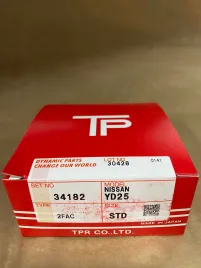 TP
DYNAMIC PARTS
CHANGE OUR WORLD
LOT NO
30428
0141
SET NO
34182
MODEL
NISSAN
YD25
TYPE
2FAC
SIZE
STD
MADE IN JAPAN
TPR CO., LTD.